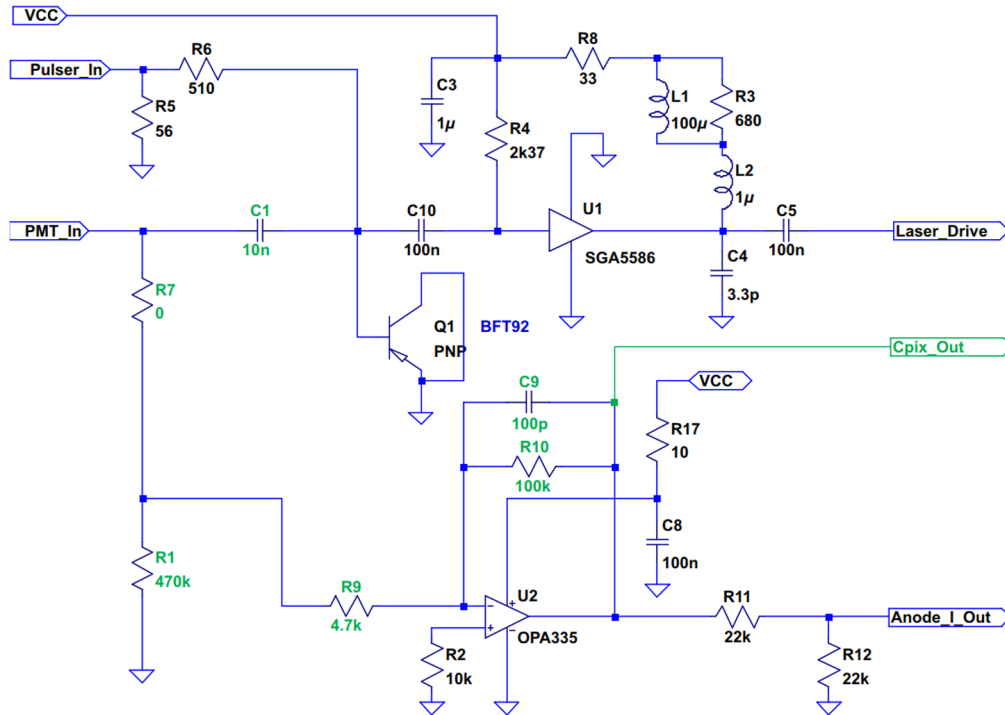 VCC
Pulser_In
R6
510
R5
56
C3
1µ
R4
2k37
R8
33
L1
100µ
R3
680
L2
1µ
PMT_In
C1
10n
C10
100n
U1
SGA5586
C5
100n
Laser_Drive
C4
3.3p
R7
0
Q1
PNP
BFT92
Cpix_Out
VCC
C9
100p
R17
10
R10
100k
C8
100n
R1
470k
R9
4.7k
U2
OPA335
R2
10k
R11
22k
Anode_I_Out
R12
22k